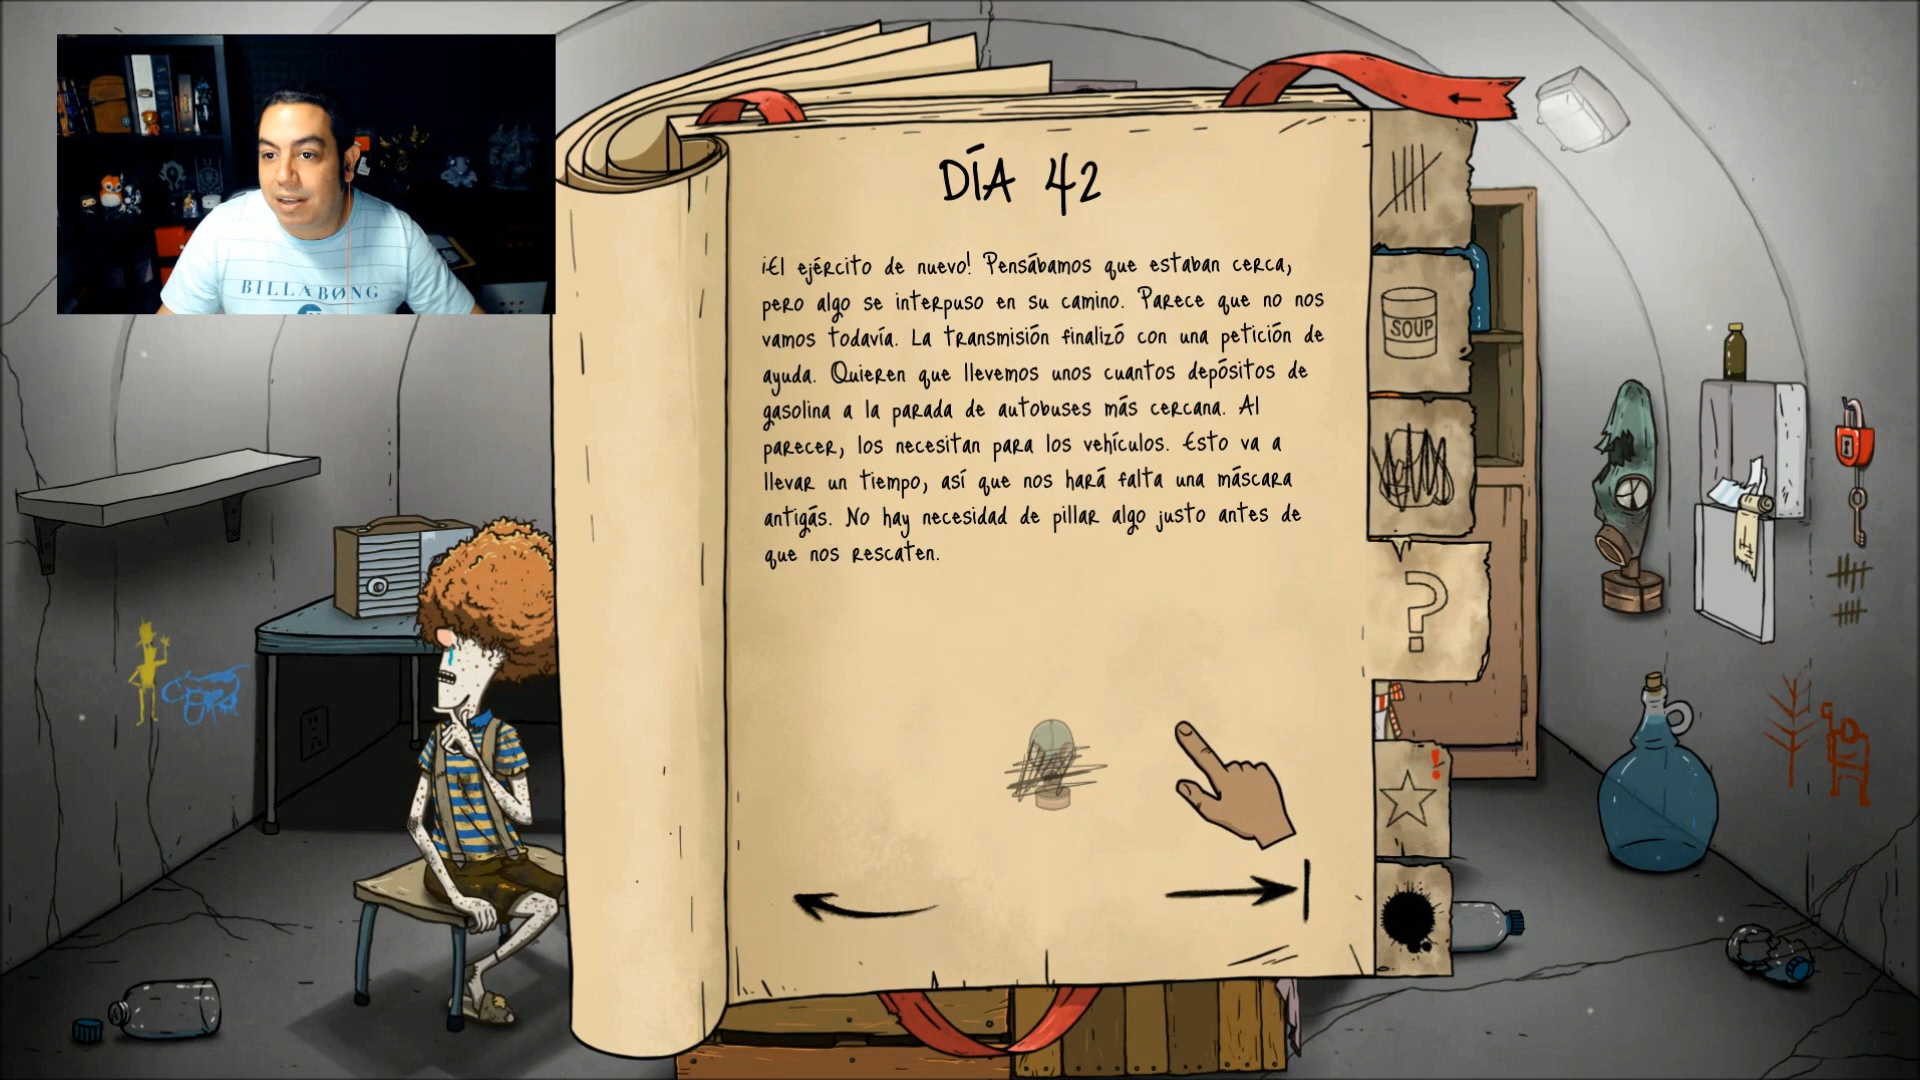 BILLABONG
DÍA 42
¡El ejército de nuevo! Pensábamos que estaban cerca,
pero algo se interpuso en su camino. Parece que no nos
vamos todavía. La transmisión finalizó con una petición de
ayuda. Quieren que llevemos unos cuantos depósitos de
gasolina a la parada de autobuses más cercana. Al
parecer, los necesitan para los vehículos. Esto va a
llevar un tiempo, así que nos hará falta una máscara
antigás. No hay necesidad de pillar algo justo antes de
que nos rescaten.
SOUP
?
!